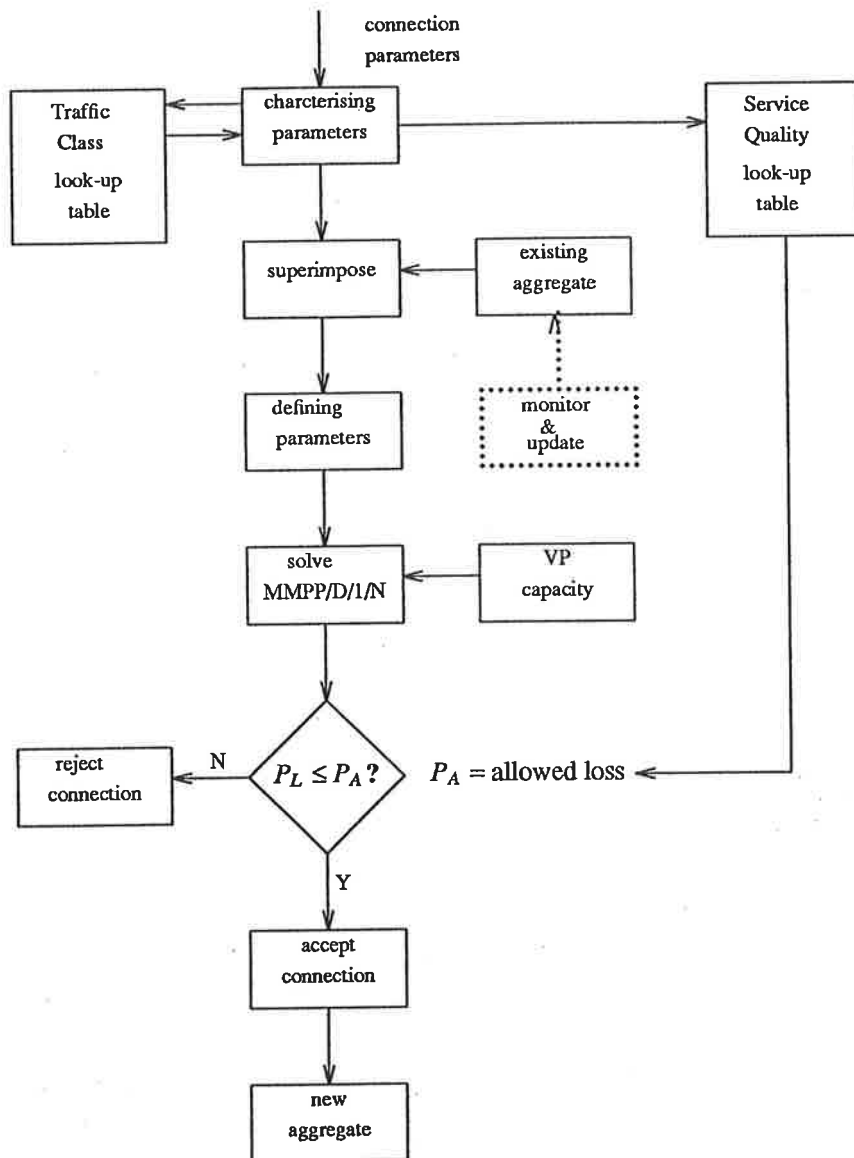 connection
parameters
Traffic
Class
look-up
table
charcterising
parameters
Service
Quality
look-up
table
superimpose
existing
aggregate
defining
parameters
monitor
&
update
solve
MMPP/D/1/N
VP
capacity
reject
connection
N
P_L ≤ P_A ?
P_A = allowed loss
Y
accept
connection
new
aggregate